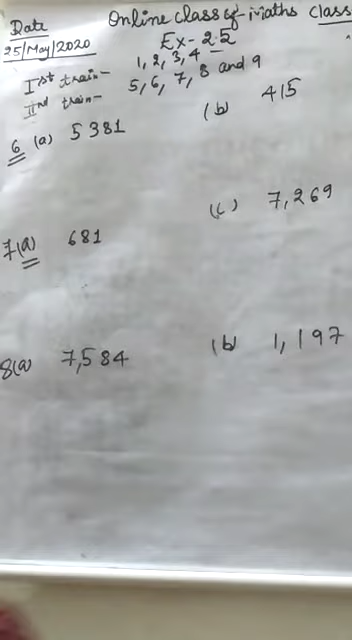 Date Online class of Maths class
25/May/2020 Ex-2.5
Ist train- 1, 2, 3, 4
IInd train- 5, 6, 7, 8 and 9
6 (a) 5381 (b) 415
7(a) 681 (c) 7,269
8(a) 7,584 (b) 1,197